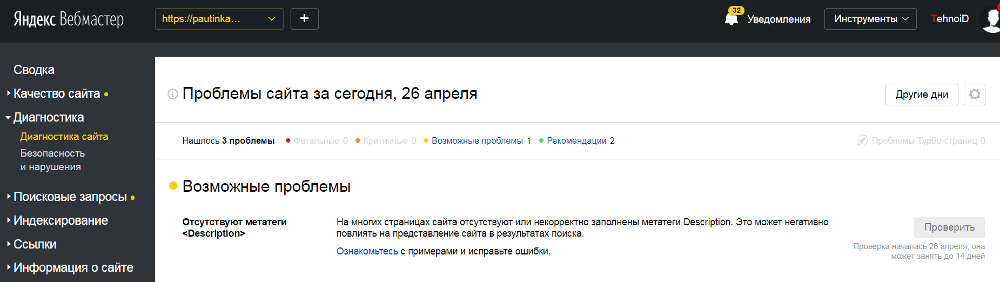 Яндекс Вебмастер
https://pautinka...
+
32
Уведомления
Инструменты
TehnoiD
Сводка
Качество сайта
Диагностика
Диагностика сайта
Безопасность
и нарушения
Поисковые запросы
Индексирование
Ссылки
Информация о сайте
Проблемы сайта за сегодня, 26 апреля
Другие дни
Нашлось 3 проблемы Фатальные 0 Критичные 0 Возможные проблемы 1 Рекомендации 2 Проблемы Турбо-страниц 0
Возможные проблемы
Отсутствуют метатеги
<Description>
На многих страницах сайта отсутствуют или некорректно заполнены метатеги Description. Это может негативно
повлиять на представление сайта в результатах поиска.
Ознакомьтесь с примерами и исправьте ошибки.
Проверить
Проверка началась 26 апреля, она
может занять до 14 дней